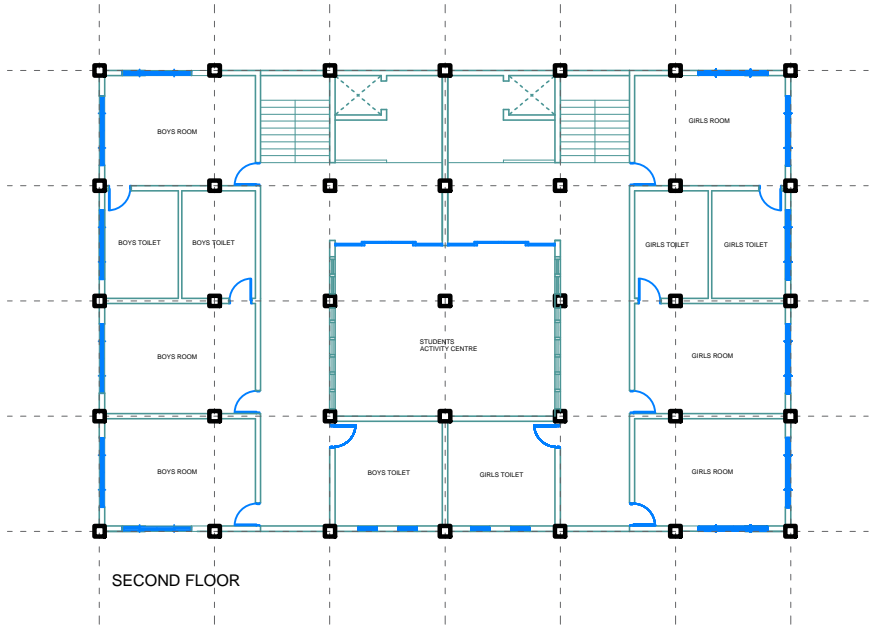 BOYS ROOM
GIRLS ROOM
BOYS TOILET
BOYS TOILET
GIRLS TOILET
GIRLS TOILET
STUDENTS
ACTIVITY CENTRE
BOYS ROOM
GIRLS ROOM
BOYS ROOM
BOYS TOILET
GIRLS TOILET
GIRLS ROOM
SECOND FLOOR